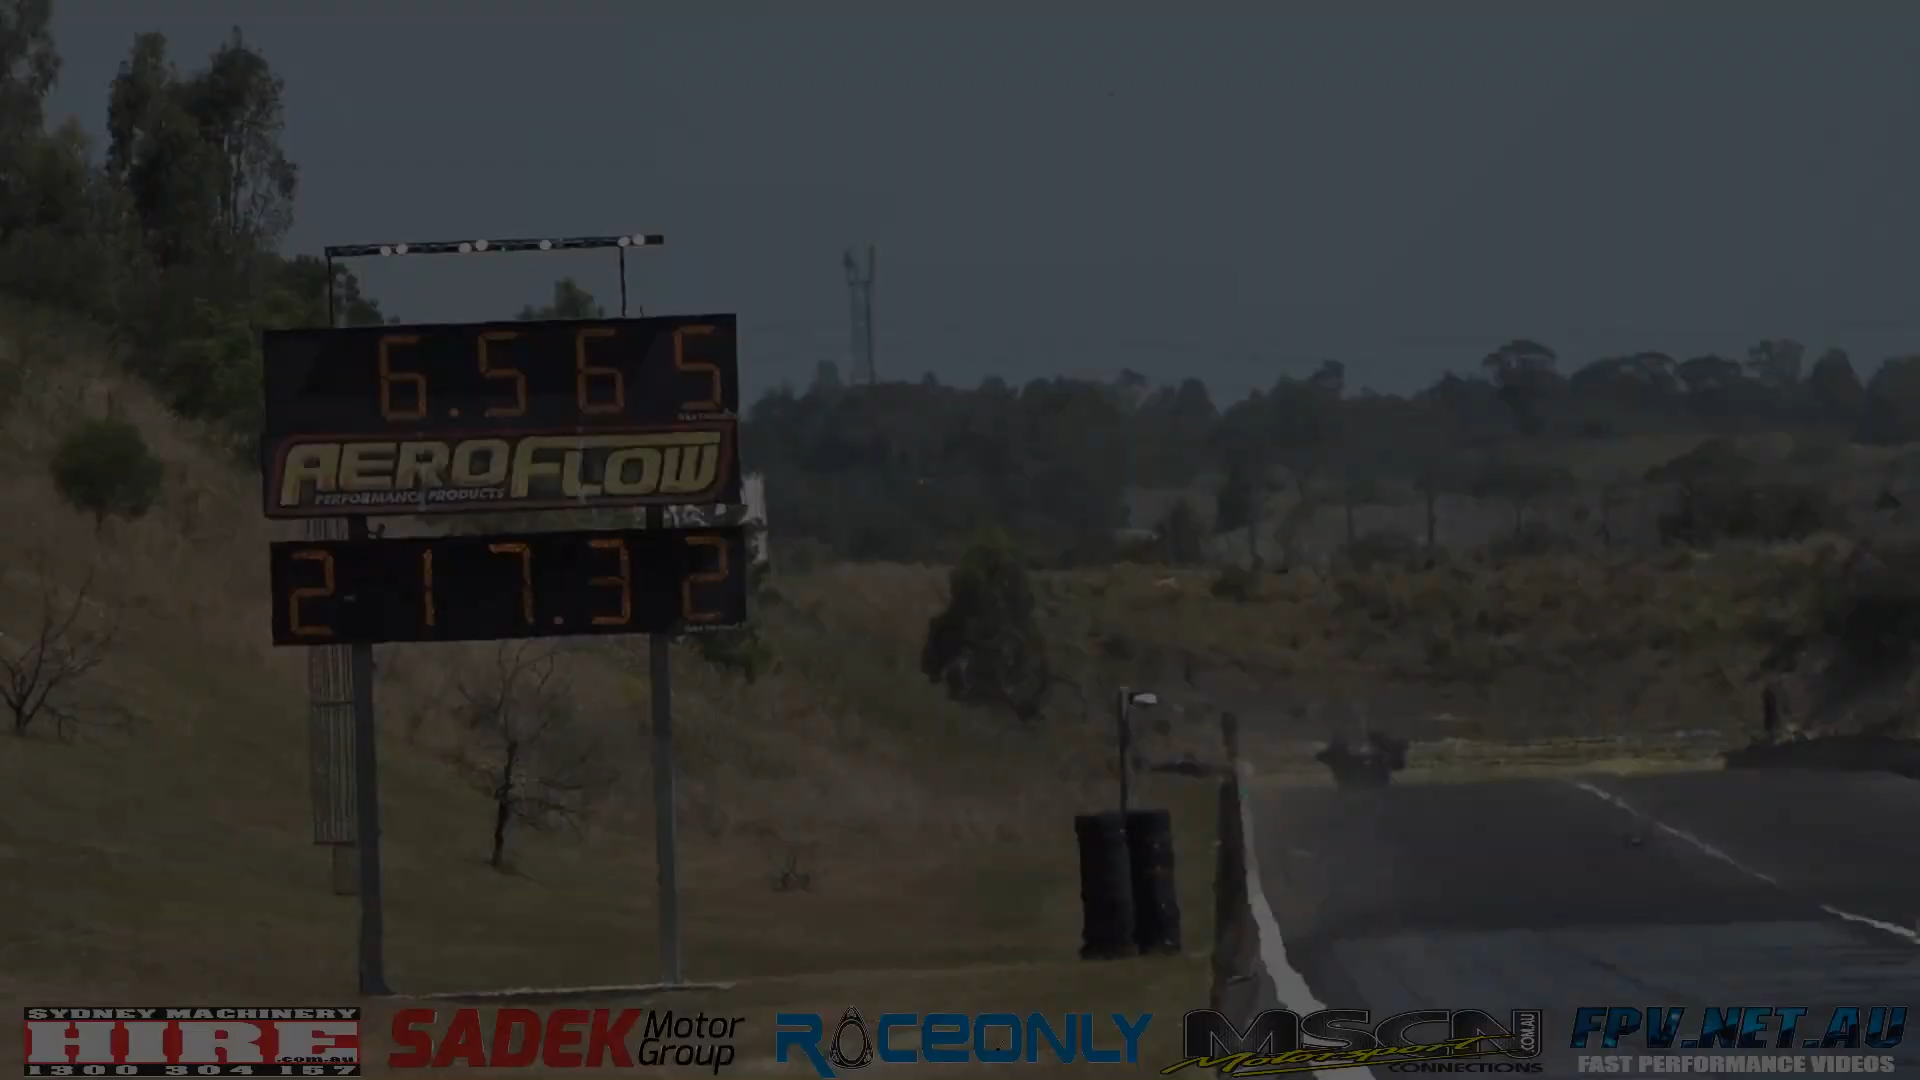 6.565
AEROFLOW
PERFORMANCE PRODUCTS
217.32
SYDNEY MACHINERY
HIRE
.com.au
1300 304 157
SADEK Motor Group
RACEONLY
MSCN .COM.AU
Motorsport
CONNECTIONS
FPV.NET.AU
FAST PERFORMANCE VIDEOS